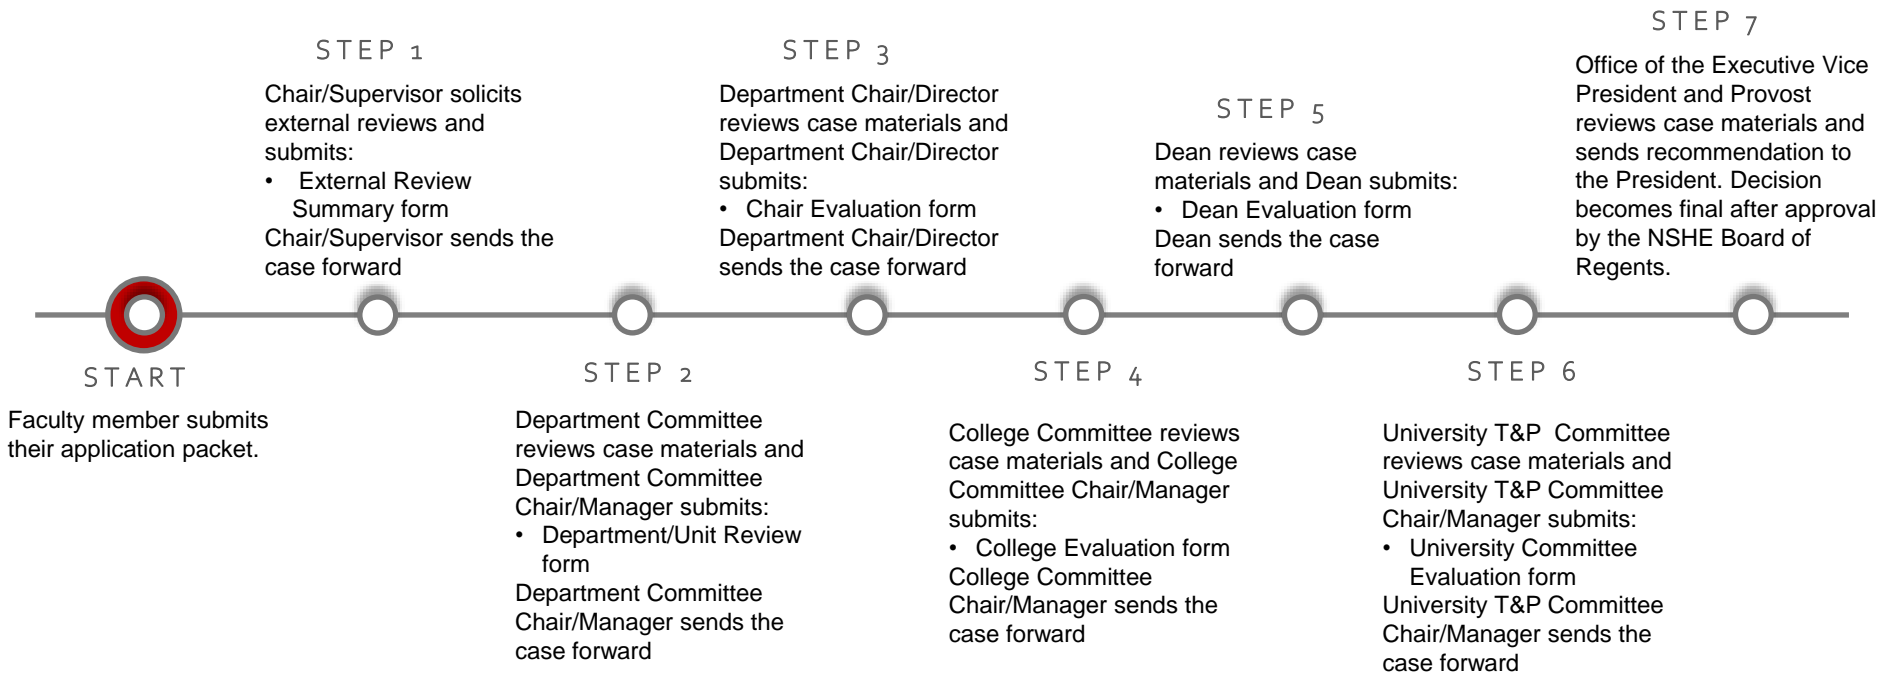 START
Faculty member submits
their application packet.
STEP 1
Chair/Supervisor solicits
external reviews and
submits:
• External Review
Summary form
Chair/Supervisor sends the
case forward
STEP 2
Department Committee
reviews case materials and
Department Committee
Chair/Manager submits:
• Department/Unit Review
form
Department Committee
Chair/Manager sends the
case forward
STEP 3
Department Chair/Director
reviews case materials and
Department Chair/Director
submits:
• Chair Evaluation form
Department Chair/Director
sends the case forward
STEP 4
College Committee reviews
case materials and College
Committee Chair/Manager
submits:
• College Evaluation form
College Committee
Chair/Manager sends the
case forward
STEP 5
Dean reviews case
materials and Dean submits:
• Dean Evaluation form
Dean sends the case
forward
STEP 6
University T&P Committee
reviews case materials and
University T&P Committee
Chair/Manager submits:
• University Committee
Evaluation form
University T&P Committee
Chair/Manager sends the
case forward
STEP 7
Office of the Executive Vice
President and Provost
reviews case materials and
sends recommendation to
the President. Decision
becomes final after approval
by the NSHE Board of
Regents.